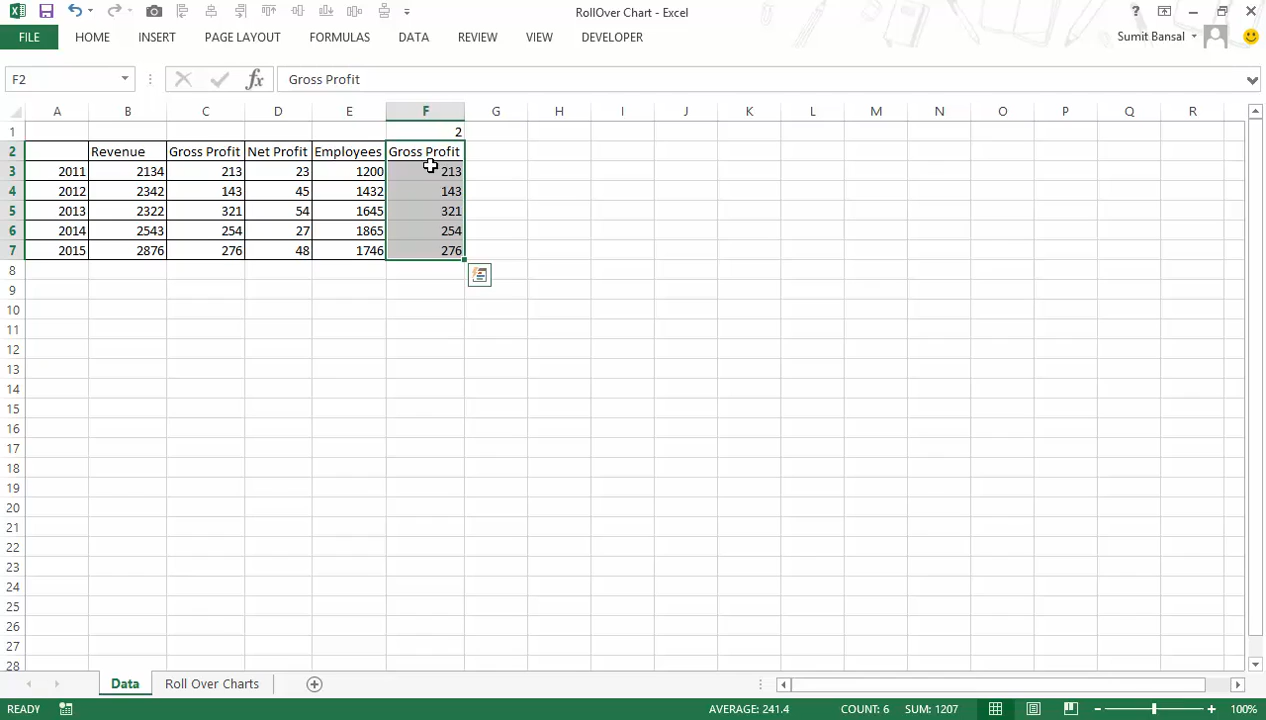 RollOver Chart - Excel
?
FILE HOME INSERT PAGE LAYOUT FORMULAS DATA REVIEW VIEW DEVELOPER Sumit Bansal
F2 fx Gross Profit
A B C D E F G H I J K L M N O P Q R
1 2
2 Revenue Gross Profit Net Profit Employees Gross Profit
3 2011 2134 213 23 1200 213
4 2012 2342 143 45 1432 143
5 2013 2322 321 54 1645 321
6 2014 2543 254 27 1865 254
7 2015 2876 276 48 1746 276
8
9
10
11
12
13
14
15
16
17
18
19
20
21
22
23
24
25
26
27
28
Data Roll Over Charts
READY AVERAGE: 241.4 COUNT: 6 SUM: 1207 100%